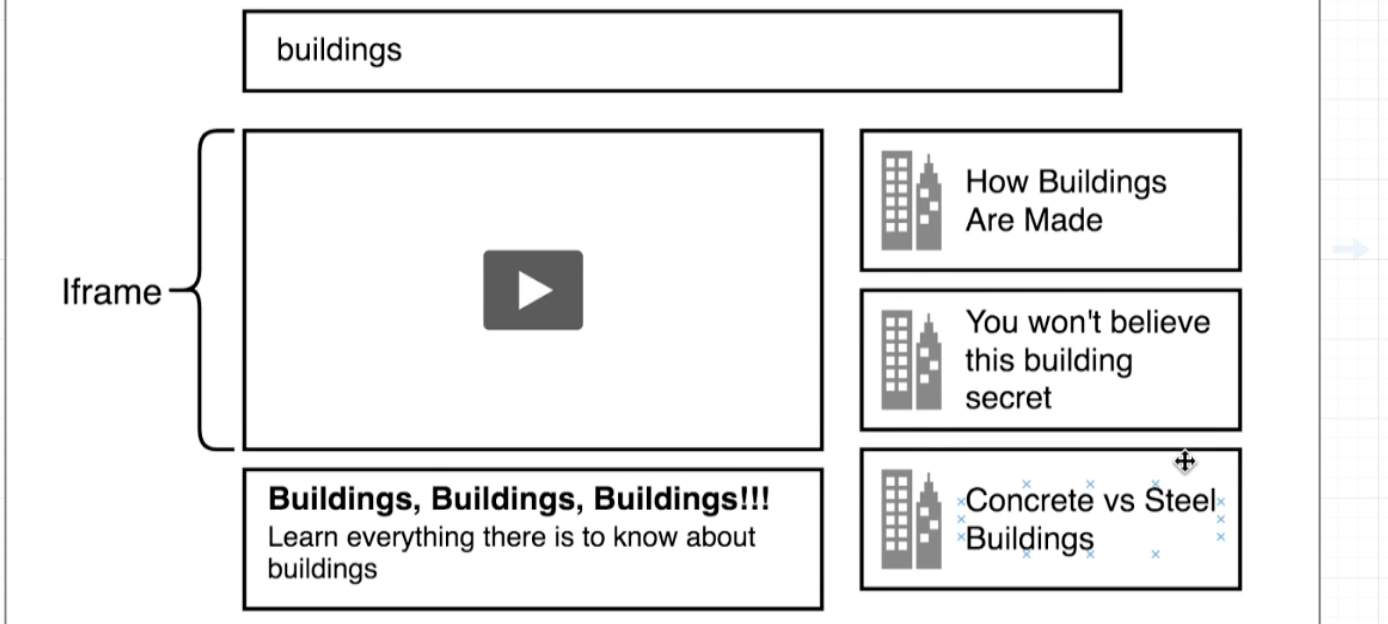 buildings
Iframe
Buildings, Buildings, Buildings!!!
Learn everything there is to know about
buildings
How Buildings
Are Made
You won't believe
this building
secret
Concrete vs Steel
Buildings